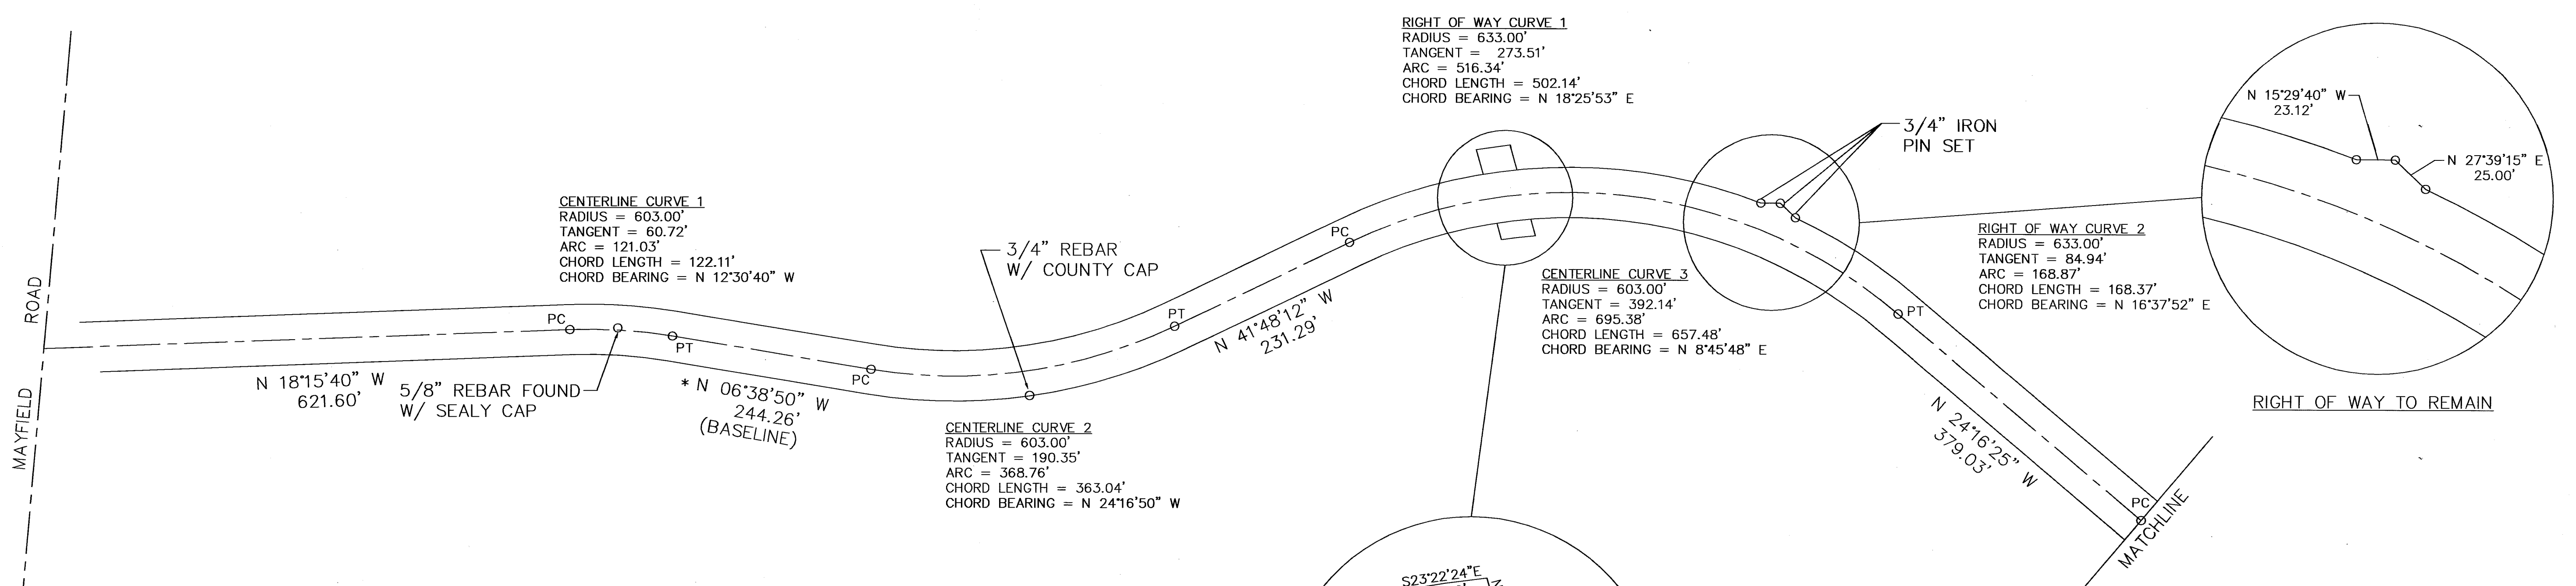 RIGHT OF WAY CURVE 1
RADIUS = 633.00'
TANGENT = 273.51'
ARC = 516.34'
CHORD LENGTH = 502.14'
CHORD BEARING = N 18°25'53" E
3/4" IRON
PIN SET
N 15°29'40" W
23.12'
N 27°39'15" E
25.00'
CENTERLINE CURVE 1
RADIUS = 603.00'
TANGENT = 60.72'
ARC = 121.03'
CHORD LENGTH = 122.11'
CHORD BEARING = N 12°30'40" W
3/4" REBAR
W/ COUNTY CAP
PC
CENTERLINE CURVE 3
RADIUS = 603.00'
TANGENT = 392.14'
ARC = 695.38'
CHORD LENGTH = 657.48'
CHORD BEARING = N 8°45'48" E
RIGHT OF WAY CURVE 2
RADIUS = 633.00'
TANGENT = 84.94'
ARC = 168.87'
CHORD LENGTH = 168.37'
CHORD BEARING = N 16°37'52" E
MAYFIELD ROAD
PC
PT
PT
N 41°48'12" W
231.29'
PT
PC
N 18°15'40" W
621.60'
5/8" REBAR FOUND
W/ SEALY CAP
* N 06°38'50" W
244.26'
(BASELINE)
CENTERLINE CURVE 2
RADIUS = 603.00'
TANGENT = 190.35'
ARC = 368.76'
CHORD LENGTH = 363.04'
CHORD BEARING = N 24°16'50" W
N 24°16'25" W
379.03'
RIGHT OF WAY TO REMAIN
PC
MATCHLINE
S23°22'24"E